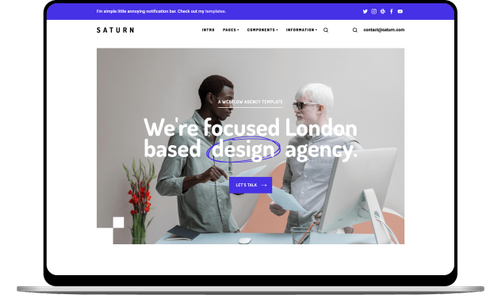 I'm simple little annoying notification bar. Check out my templates.
SATURN
INTRO PAGES COMPONENTS INFORMATION contact@saturn.com
A WEBFLOW AGENCY TEMPLATE
We're focused London
based design agency.
LET'S TALK →